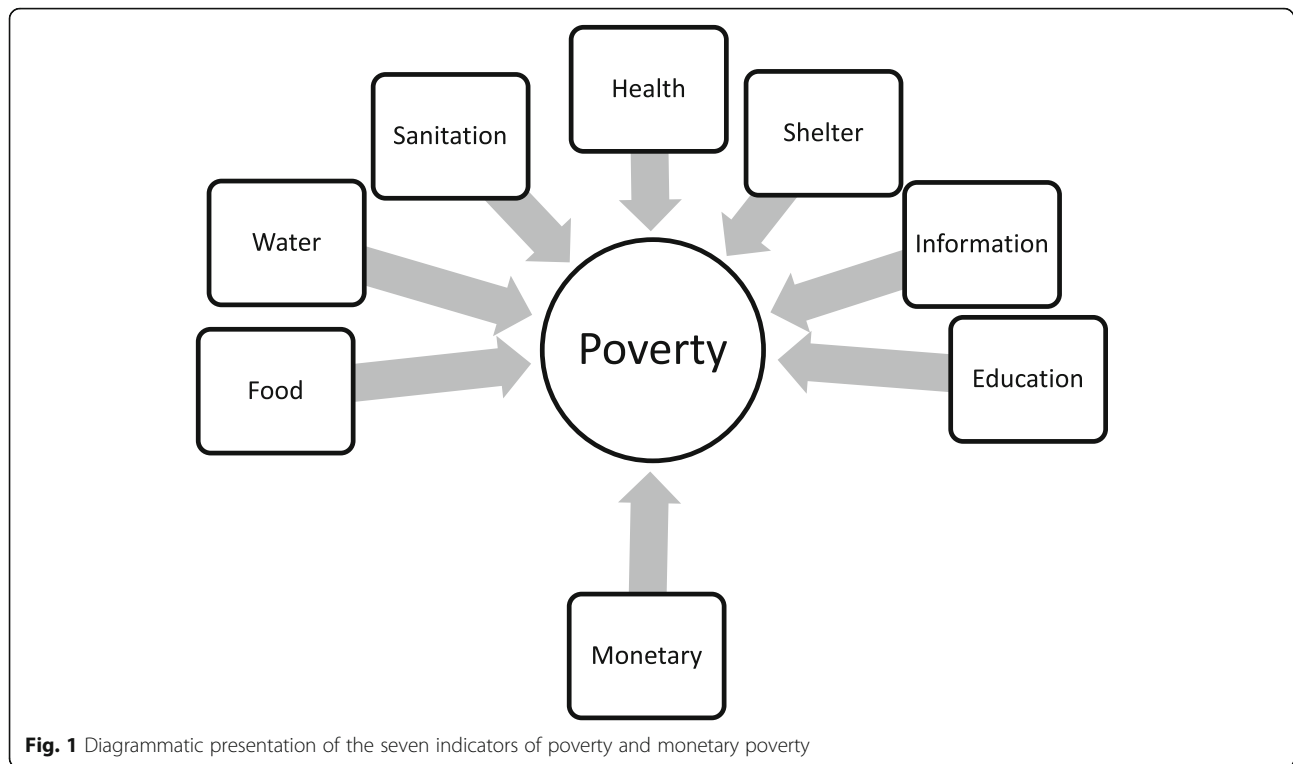 Health
Shelter
Sanitation
Water
Information
Poverty
Education
Food
Monetary
Fig. 1 Diagrammatic presentation of the seven indicators of poverty and monetary poverty